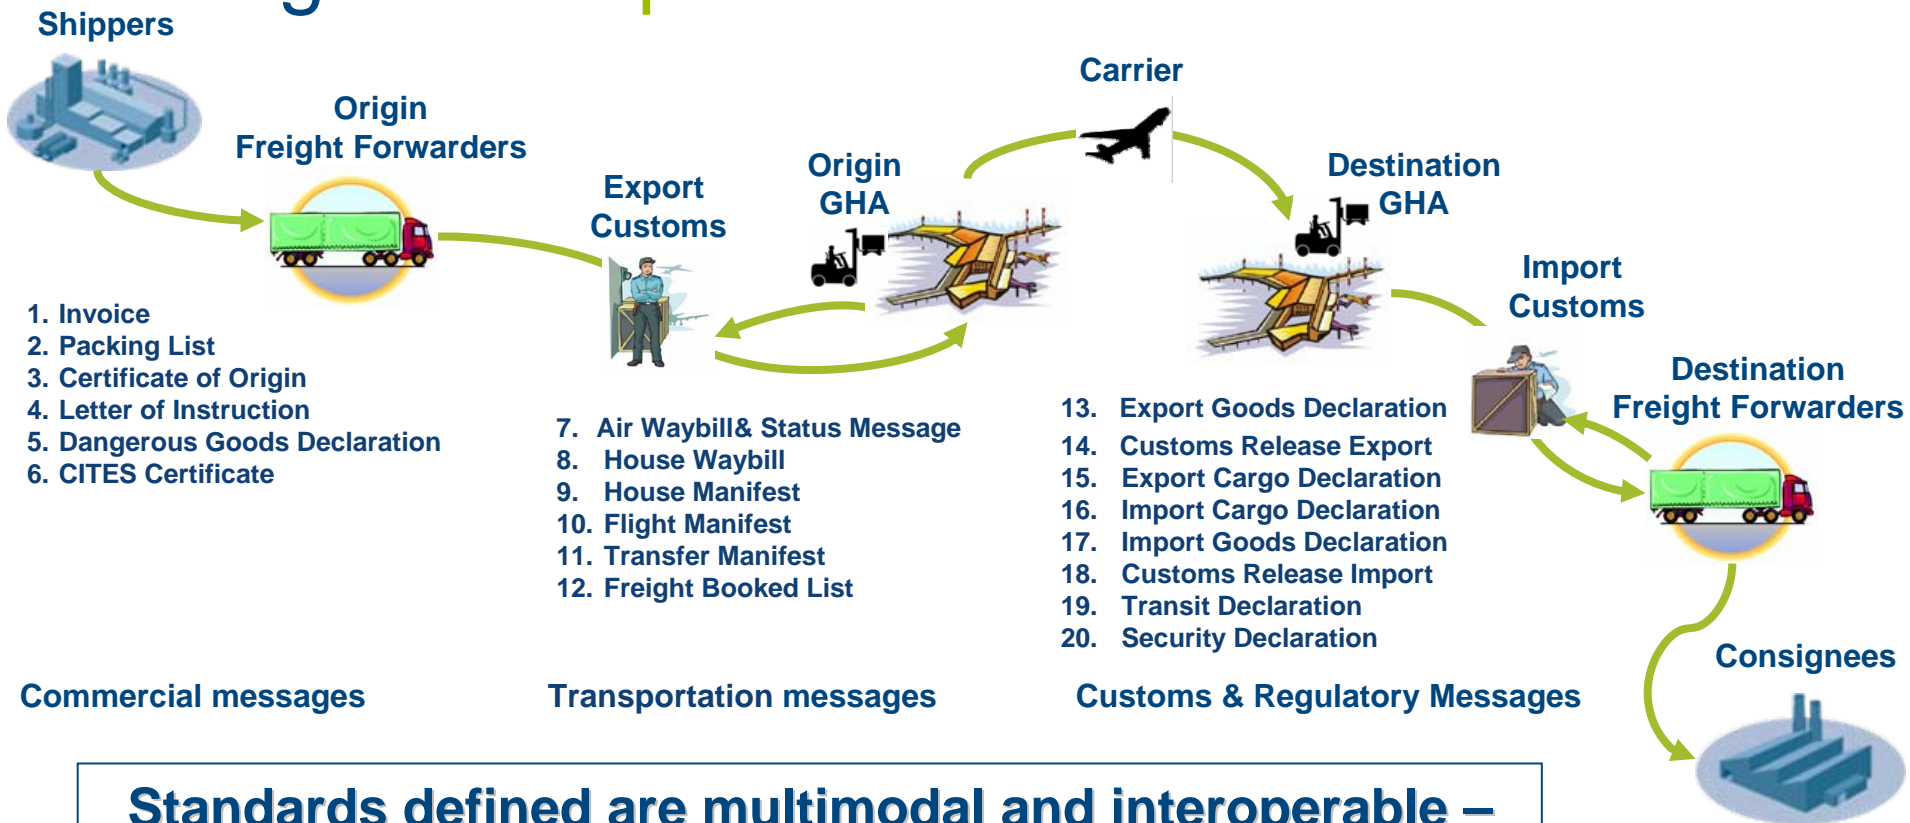 Shippers
Carrier
Origin
Freight Forwarders
Origin
GHA
Destination
GHA
Export
Customs
Import
Customs
Destination
Freight Forwarders
1. Invoice
2. Packing List
3. Certificate of Origin
4. Letter of Instruction
5. Dangerous Goods Declaration
6. CITES Certificate
7. Air Waybill& Status Message
8. House Waybill
9. House Manifest
10. Flight Manifest
11. Transfer Manifest
12. Freight Booked List
13. Export Goods Declaration
14. Customs Release Export
15. Export Cargo Declaration
16. Import Cargo Declaration
17. Import Goods Declaration
18. Customs Release Import
19. Transit Declaration
20. Security Declaration
Consignees
Commercial messages
Transportation messages
Customs & Regulatory Messages
Standards defined are multimodal and interoperable –